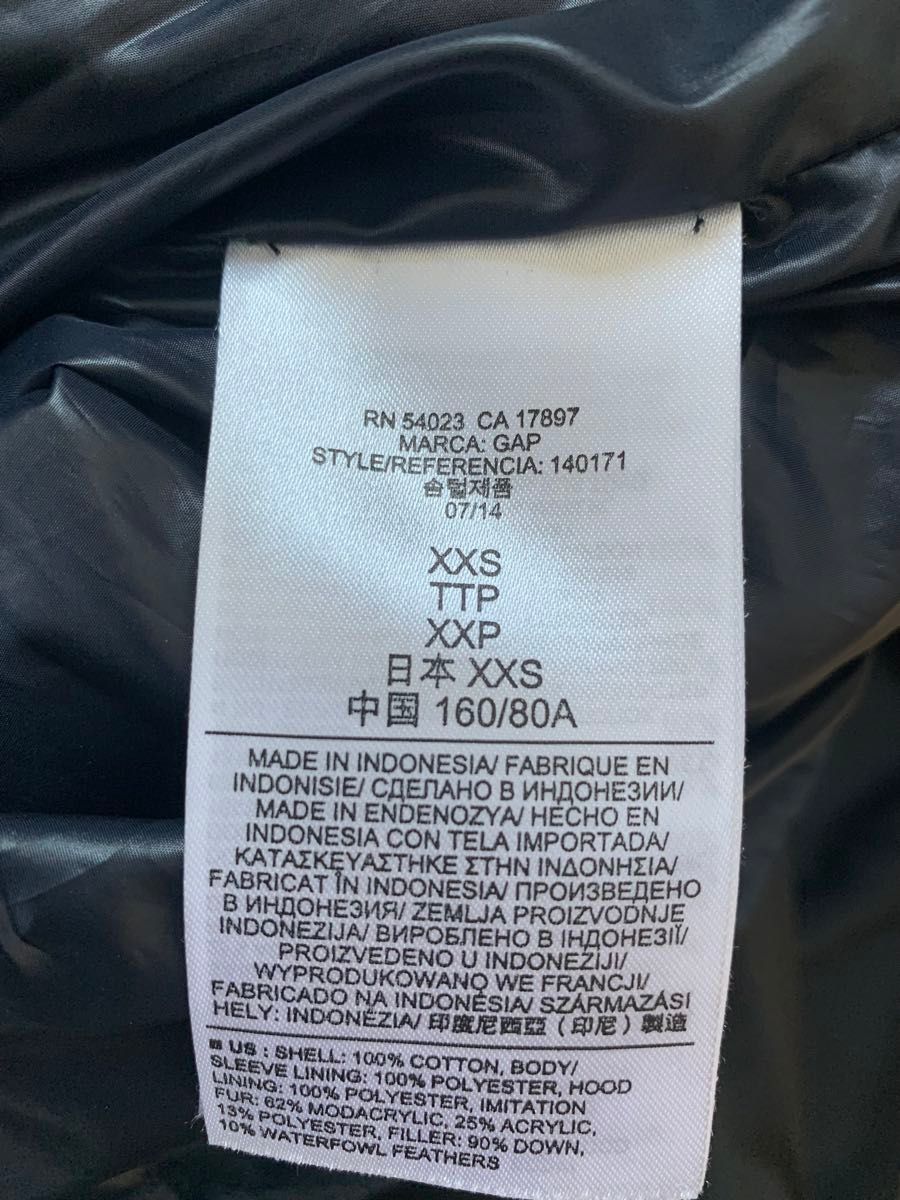 RN 54023 CA 17897
MARCA: GAP
STYLE/REFERENCIA: 140171
솜털제품
07/14
XXS
TTP
XXP
日本 XXS
中国 160/80A
MADE IN INDONESIA/ FABRIQUE EN
INDONISIE/ СДЕЛАНО В ИНДОНЕЗИИ/
MADE IN ENDENOZYA/ HECHO EN
INDONESIA CON TELA IMPORTADA/
ΚΑΤΑΣΚΕΥΑΣΤΗΚΕ ΣΤΗΝ ΙΝΔΟΝΗΣΙΑ/
FABRICAT ÎN INDONESIA/ ПРОИЗВЕДЕНО
В ИНДОНЕЗИЯ/ ZEMLJA PROIZVODNJE
INDONEZIJA/ ВИРОБЛЕНО В ІНДОНЕЗІЇ/
PROIZVEDENO U INDONEZIJI/
WYPRODUKOWANO WE FRANCJI/
FABRICADO NA INDONÉSIA/ SZÁRMAZÁSI
HELY: INDONÉZIA/ 印度尼西亞 (印尼) 製造
US : SHELL: 100% COTTON, BODY/
SLEEVE LINING: 100% POLYESTER, HOOD
LINING: 100% POLYESTER, IMITATION
FUR: 62% MODACRYLIC, 25% ACRYLIC,
13% POLYESTER, FILLER: 90% DOWN,
10% WATERFOWL FEATHERS